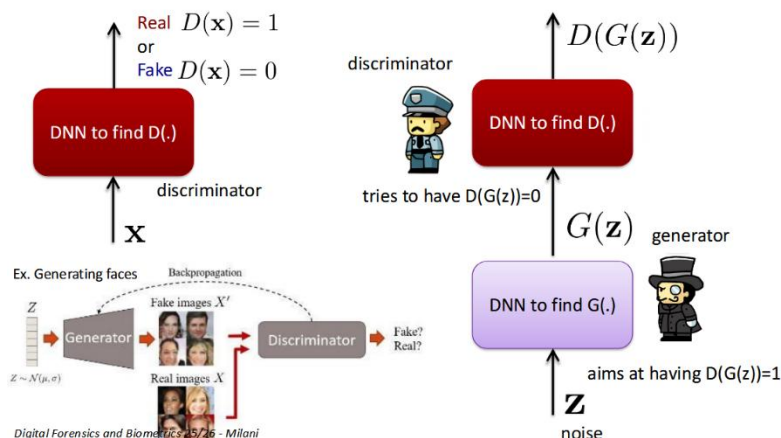 Real D(x) = 1
or
Fake D(x) = 0
DNN to find D(.)
discriminator
x
Ex. Generating faces
Backpropagation
Z
Generator
Fake images X'
Discriminator
Fake?
Real?
Z ~ N(μ, σ)
Real images X
Digital Forensics and Biometrics 25/26 - Milani
D(G(z))
discriminator
DNN to find D(.)
tries to have D(G(z))=0
G(z)
generator
DNN to find G(.)
aims at having D(G(z))=1
z
noise